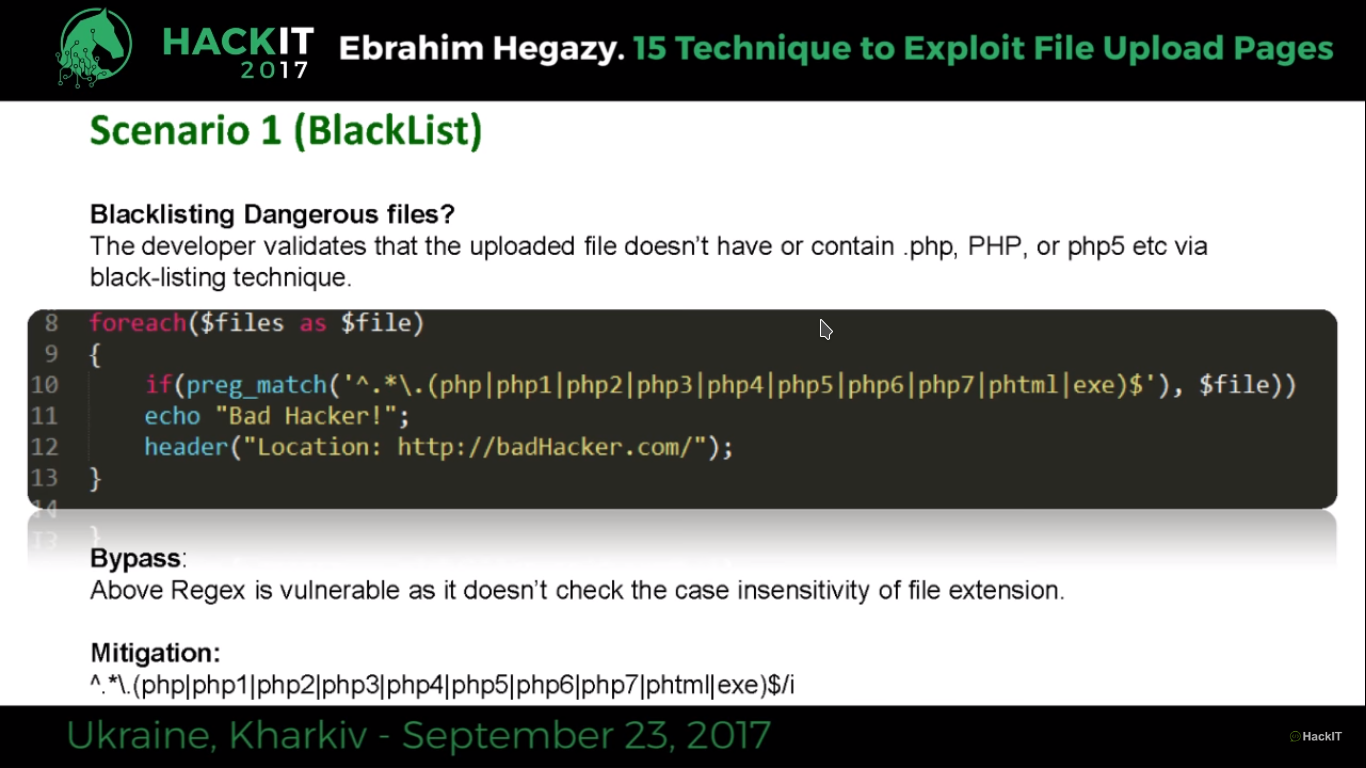 HACKIT
2017
Ebrahim Hegazy. 15 Technique to Exploit File Upload Pages
Scenario 1 (BlackList)
Blacklisting Dangerous files?
The developer validates that the uploaded file doesn't have or contain .php, PHP, or php5 etc via
black-listing technique.
8 foreach($files as $file)
9 {
10 if(preg_match('^.*\.(php|php1|php2|php3|php4|php5|php6|php7|phtml|exe)$'), $file))
11 echo "Bad Hacker!";
12 header("Location: http://badHacker.com/");
13 }
14
Bypass:
Above Regex is vulnerable as it doesn't check the case insensitivity of file extension.
Mitigation:
^.*\.(php|php1|php2|php3|php4|php5|php6|php7|phtml|exe)$/i
Ukraine, Kharkiv - September 23, 2017
HackIT